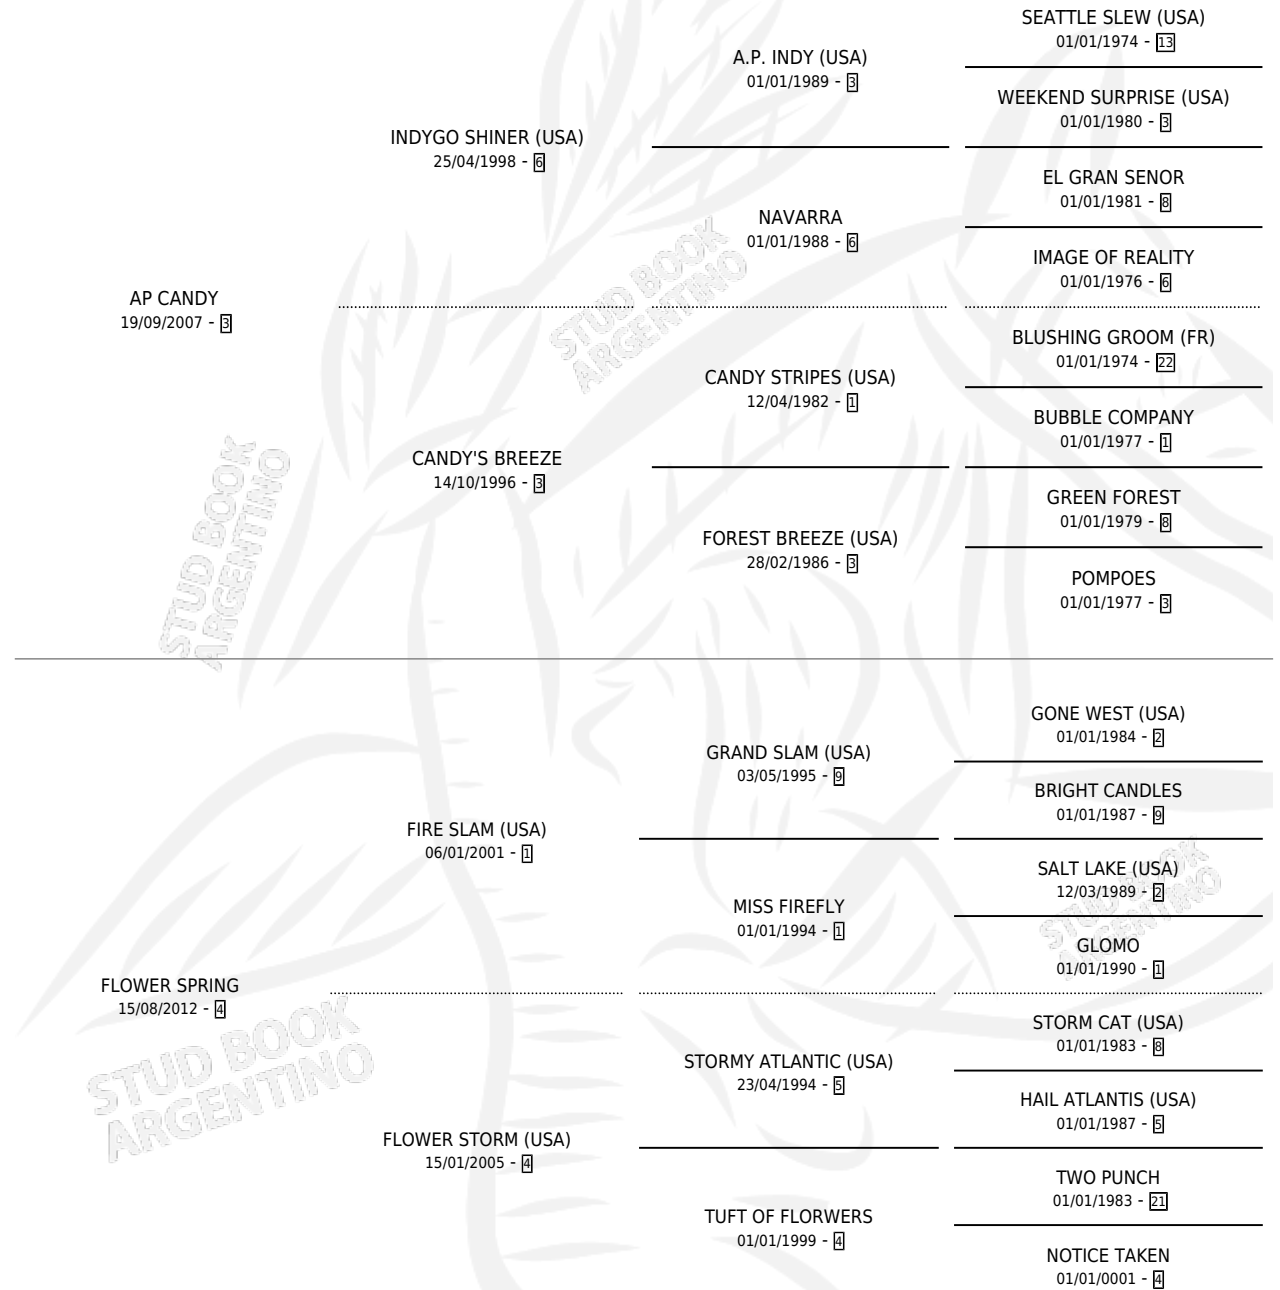 SEATTLE SLEW (USA)
01/01/1974 - 13
A.P. INDY (USA)
01/01/1989 - 3
WEEKEND SURPRISE (USA)
01/01/1980 - 3
INDYGO SHINER (USA)
25/04/1998 - 6
EL GRAN SENOR
01/01/1981 - 8
NAVARRA
01/01/1988 - 6
IMAGE OF REALITY
01/01/1976 - 6
AP CANDY
19/09/2007 - 3
BLUSHING GROOM (FR)
01/01/1974 - 22
CANDY STRIPES (USA)
12/04/1982 - 1
BUBBLE COMPANY
01/01/1977 - 1
CANDY'S BREEZE
14/10/1996 - 3
GREEN FOREST
01/01/1979 - 8
FOREST BREEZE (USA)
28/02/1986 - 3
POMPOES
01/01/1977 - 3
GONE WEST (USA)
01/01/1984 - 2
GRAND SLAM (USA)
03/05/1995 - 9
BRIGHT CANDLES
01/01/1987 - 9
FIRE SLAM (USA)
06/01/2001 - 1
SALT LAKE (USA)
12/03/1989 - 2
MISS FIREFLY
01/01/1994 - 1
GLOMO
01/01/1990 - 1
FLOWER SPRING
15/08/2012 - 4
STORM CAT (USA)
01/01/1983 - 8
STORMY ATLANTIC (USA)
23/04/1994 - 5
HAIL ATLANTIS (USA)
01/01/1987 - 5
FLOWER STORM (USA)
15/01/2005 - 4
TWO PUNCH
01/01/1983 - 21
TUFT OF FLORWERS
01/01/1999 - 4
NOTICE TAKEN
01/01/0001 - 4
STUD BOOK
ARGENTINO
STUD BOOK
ARGENTINO
STUD BOOK
ARGENTINO
STUD BOOK
ARGENTINO